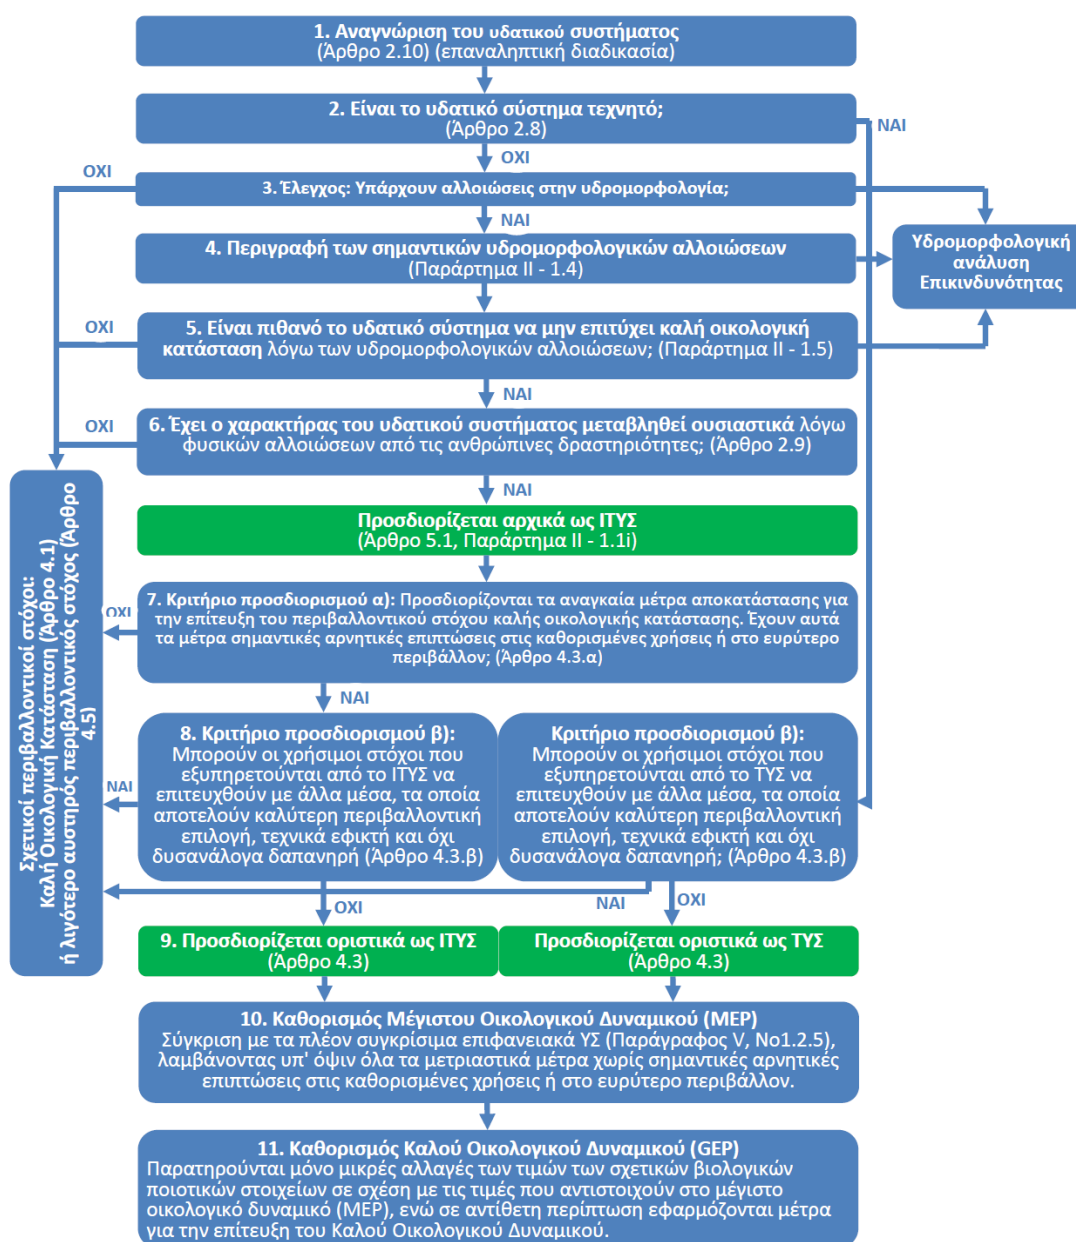 1. Αναγνώριση του υδατικού συστήματος
(Άρθρο 2.10) (επαναληπτική διαδικασία)
2. Είναι το υδατικό σύστημα τεχνητό;
(Άρθρο 2.8)
ΝΑΙ
ΟΧΙ
ΟΧΙ
3. Έλεγχος: Υπάρχουν αλλοιώσεις στην υδρομορφολογία;
ΝΑΙ
4. Περιγραφή των σημαντικών υδρομορφολογικών αλλοιώσεων
(Παράρτημα ΙΙ - 1.4)
Υδρομορφολογική
ανάλυση
Επικινδυνότητας
ΟΧΙ
5. Είναι πιθανό το υδατικό σύστημα να μην επιτύχει καλή οικολογική
κατάσταση λόγω των υδρομορφολογικών αλλοιώσεων; (Παράρτημα ΙΙ - 1.5)
ΝΑΙ
ΟΧΙ
6. Έχει ο χαρακτήρας του υδατικού συστήματος μεταβληθεί ουσιαστικά λόγω
φυσικών αλλοιώσεων από τις ανθρώπινες δραστηριότητες; (Άρθρο 2.9)
ΝΑΙ
Προσδιορίζεται αρχικά ως ΙΤΥΣ
(Άρθρο 5.1, Παράρτημα ΙΙ - 1.1i)
Σχετικοί περιβαλλοντικοί στόχοι:
Καλή Οικολογική Κατάσταση (Άρθρο 4.1)
ή λιγότερο αυστηρός περιβαλλοντικός στόχος (Άρθρο
4.5)
ΟΧΙ
7. Κριτήριο προσδιορισμού α): Προσδιορίζονται τα αναγκαία μέτρα αποκατάστασης για
την επίτευξη του περιβαλλοντικού στόχου καλής οικολογικής κατάστασης. Έχουν αυτά
τα μέτρα σημαντικές αρνητικές επιπτώσεις στις καθορισμένες χρήσεις ή στο ευρύτερο
περιβάλλον; (Άρθρο 4.3.α)
ΝΑΙ
ΝΑΙ
8. Κριτήριο προσδιορισμού β):
Μπορούν οι χρήσιμοι στόχοι που
εξυπηρετούνται από το ΙΤΥΣ να
επιτευχθούν με άλλα μέσα, τα οποία
αποτελούν καλύτερη περιβαλλοντική
επιλογή, τεχνικά εφικτή και όχι
δυσανάλογα δαπανηρή (Άρθρο 4.3.β)
Κριτήριο προσδιορισμού β):
Μπορούν οι χρήσιμοι στόχοι που
εξυπηρετούνται από το ΤΥΣ να
επιτευχθούν με άλλα μέσα, τα οποία
αποτελούν καλύτερη περιβαλλοντική
επιλογή, τεχνικά εφικτή και όχι
δυσανάλογα δαπανηρή; (Άρθρο 4.3.β)
ΟΧΙ
ΝΑΙ
ΟΧΙ
9. Προσδιορίζεται οριστικά ως ΙΤΥΣ
(Άρθρο 4.3)
Προσδιορίζεται οριστικά ως ΤΥΣ
(Άρθρο 4.3)
10. Καθορισμός Μέγιστου Οικολογικού Δυναμικού (MEP)
Σύγκριση με τα πλέον συγκρίσιμα επιφανειακά ΥΣ (Παράγραφος V, No1.2.5),
λαμβάνοντας υπ' όψιν όλα τα μετριαστικά μέτρα χωρίς σημαντικές αρνητικές
επιπτώσεις στις καθορισμένες χρήσεις ή στο ευρύτερο περιβάλλον.
11. Καθορισμός Καλού Οικολογικού Δυναμικού (GEP)
Παρατηρούνται μόνο μικρές αλλαγές των τιμών των σχετικών βιολογικών
ποιοτικών στοιχείων σε σχέση με τις τιμές που αντιστοιχούν στο μέγιστο
οικολογικό δυναμικό (MEP), ενώ σε αντίθετη περίπτωση εφαρμόζονται μέτρα
για την επίτευξη του Καλού Οικολογικού Δυναμικού.